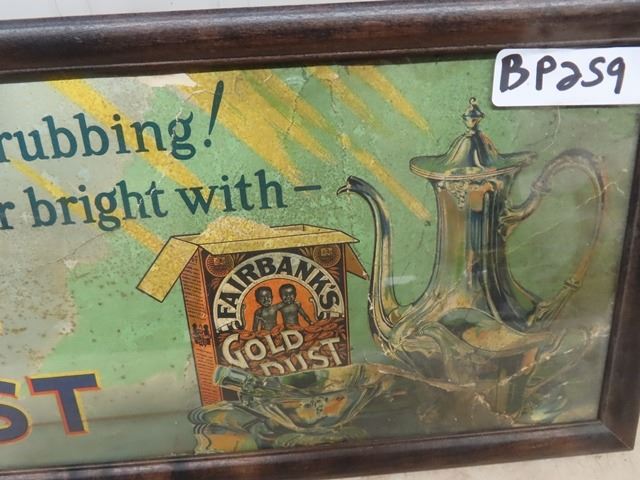 BP259
rubbing!
r bright with—
FAIRBANK'S
GOLD
DUST
ST